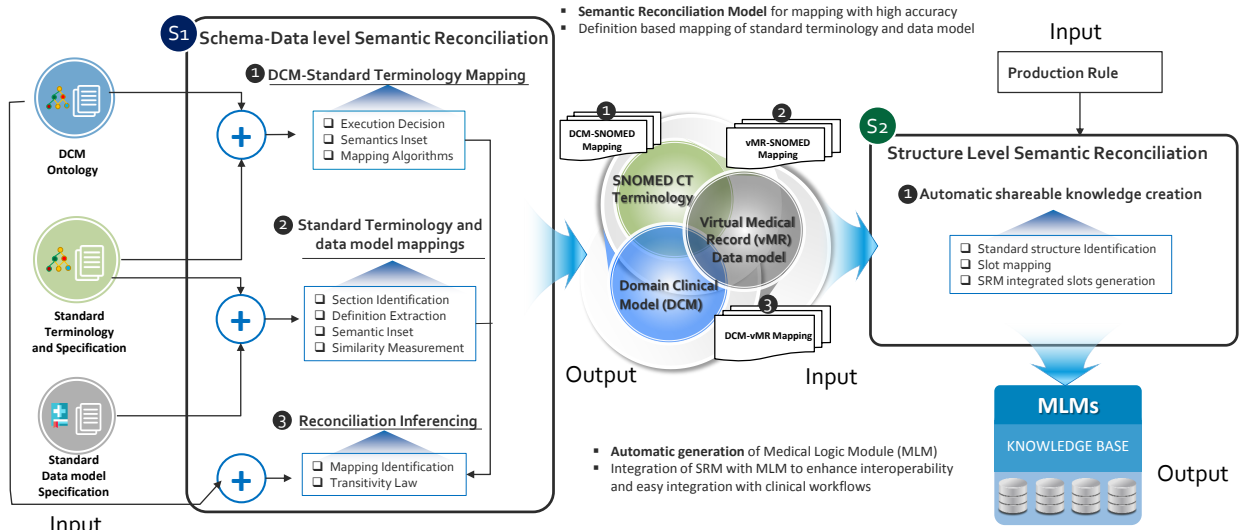 ▪ Semantic Reconciliation Model for mapping with high accuracy
▪ Definition based mapping of standard terminology and data model
S1
Schema-Data level Semantic Reconciliation
1 DCM-Standard Terminology Mapping
❑ Execution Decision
❑ Semantics Inset
❑ Mapping Algorithms
2 Standard Terminology and
data model mappings
❑ Section Identification
❑ Definition Extraction
❑ Semantic Inset
❑ Similarity Measurement
3 Reconciliation Inferencing
❑ Mapping Identification
❑ Transitivity Law
DCM
Ontology
Standard
Terminology
and Specification
Standard
Data model
Specification
Input
1
DCM-SNOMED
Mapping
2
vMR-SNOMED
Mapping
SNOMED CT
Terminology
Virtual Medical
Record (vMR)
Data model
Domain Clinical
Model (DCM)
3
DCM-vMR Mapping
Output
Input
Input
Production Rule
S2
Structure Level Semantic Reconciliation
1 Automatic shareable knowledge creation
❑ Standard structure Identification
❑ Slot mapping
❑ SRM integrated slots generation
MLMs
KNOWLEDGE BASE
Output
▪ Automatic generation of Medical Logic Module (MLM)
▪ Integration of SRM with MLM to enhance interoperability
and easy integration with clinical workflows